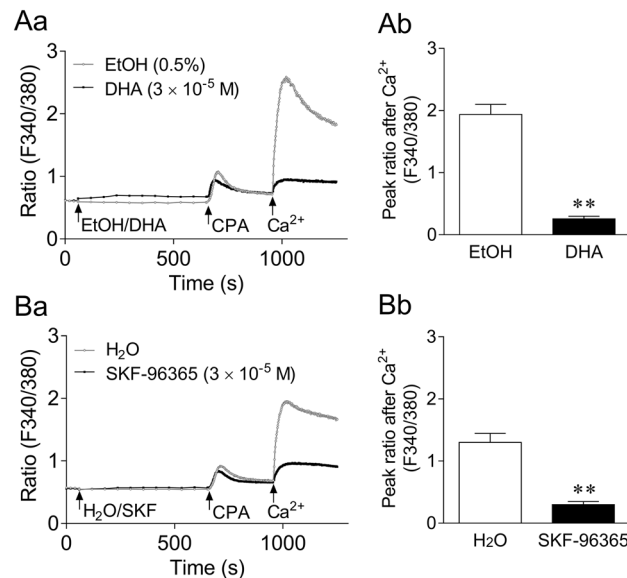 Aa
3
2
1
0
Ratio (F340/380)
EtOH (0.5%)
DHA (3 × 10⁻⁵ M)
EtOH/DHA
CPA
Ca²⁺
0
500
1000
Time (s)
Ab
3
2
1
0
Peak ratio after Ca²⁺
(F340/380)
**
EtOH
DHA
Ba
3
2
1
0
Ratio (F340/380)
H₂O
SKF-96365 (3 × 10⁻⁵ M)
H₂O/SKF
CPA
Ca²⁺
0
500
1000
Time (s)
Bb
3
2
1
0
Peak ratio after Ca²⁺
(F340/380)
**
H₂O
SKF-96365